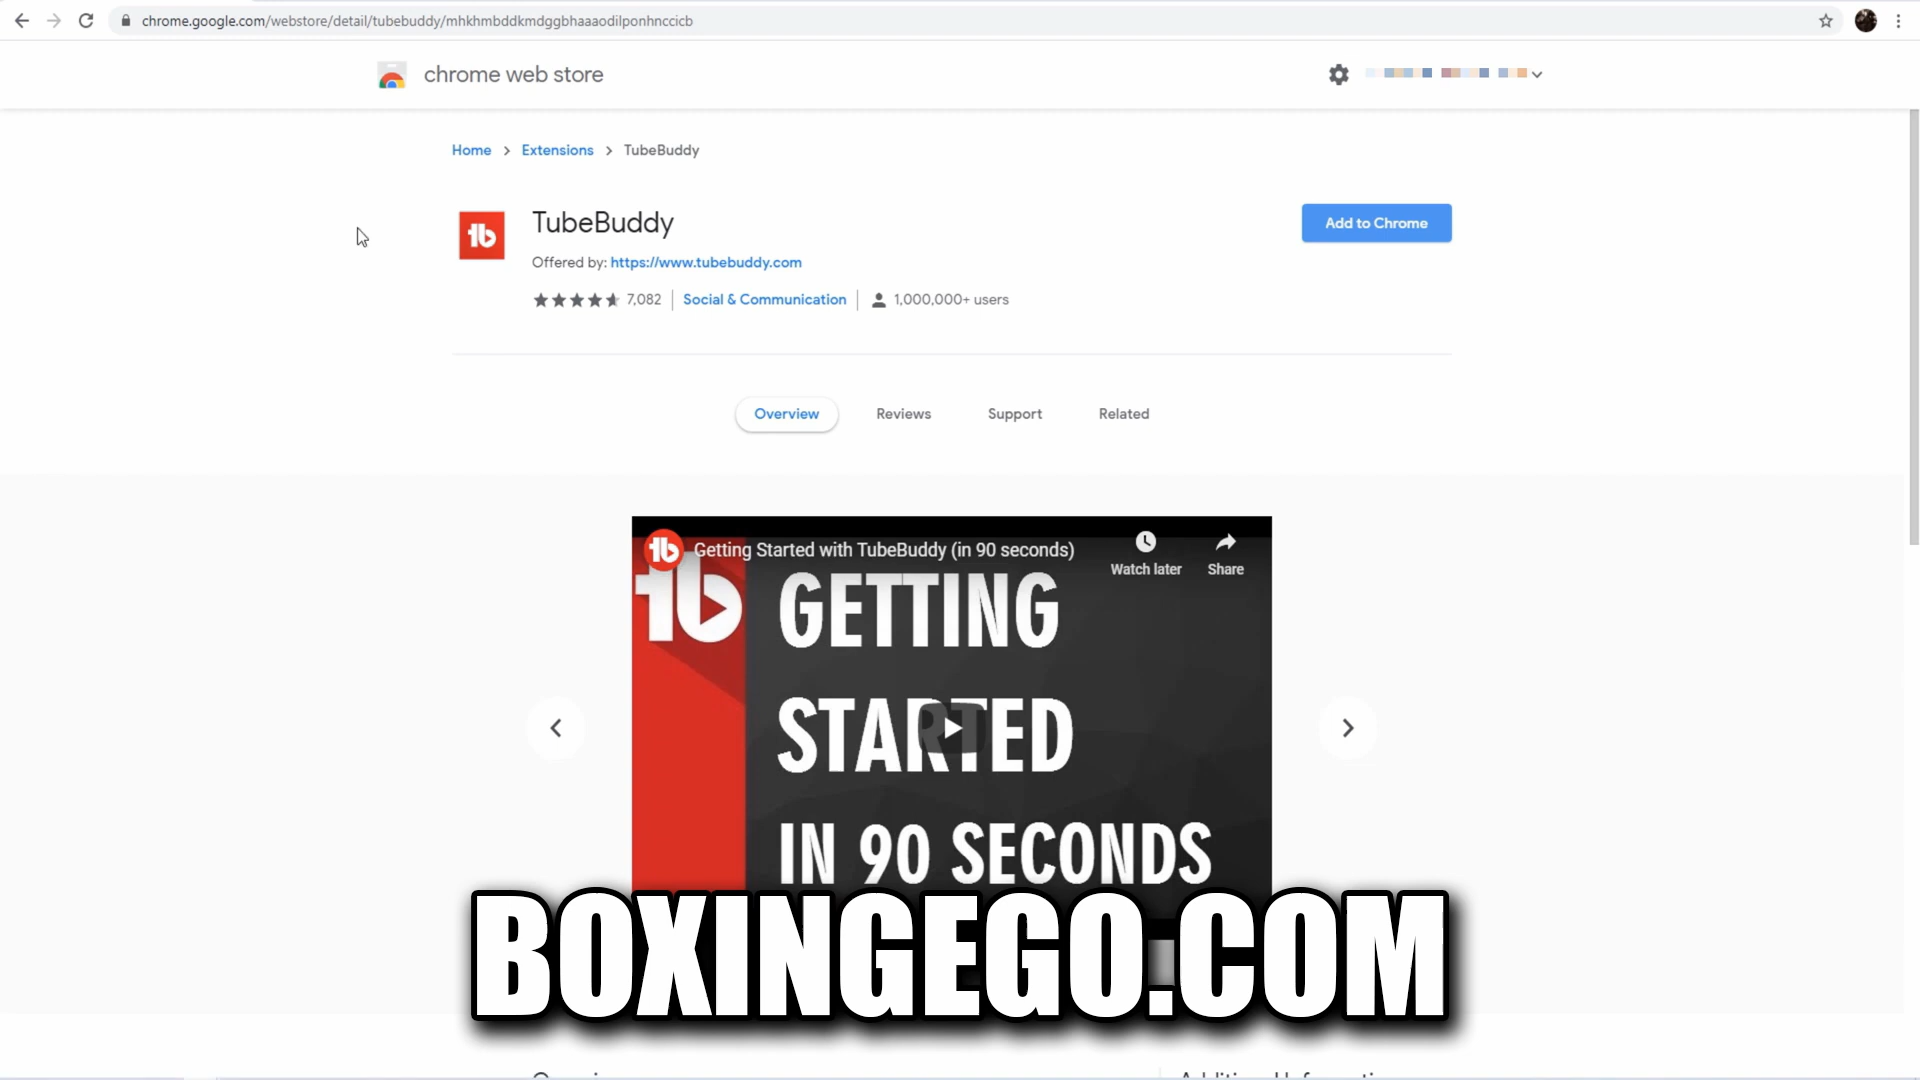 chrome.google.com/webstore/detail/tubebuddy/mhkhmbddkmdggbhaaaodilponhnccicb
chrome web store
Home > Extensions > TubeBuddy
TubeBuddy
Add to Chrome
Offered by: https://www.tubebuddy.com
7,082 Social & Communication 1,000,000+ users
Overview Reviews Support Related
Getting Started with TubeBuddy (in 90 seconds)
Watch later Share
GETTING
STARTED
IN 90 SECONDS
BOXINGEGO.COM